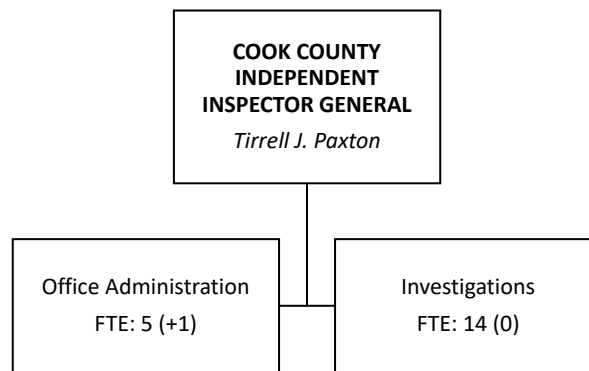 COOK COUNTY
INDEPENDENT
INSPECTOR GENERAL
Tirrell J. Paxton
Office Administration
FTE: 5 (+1)
Investigations
FTE: 14 (0)